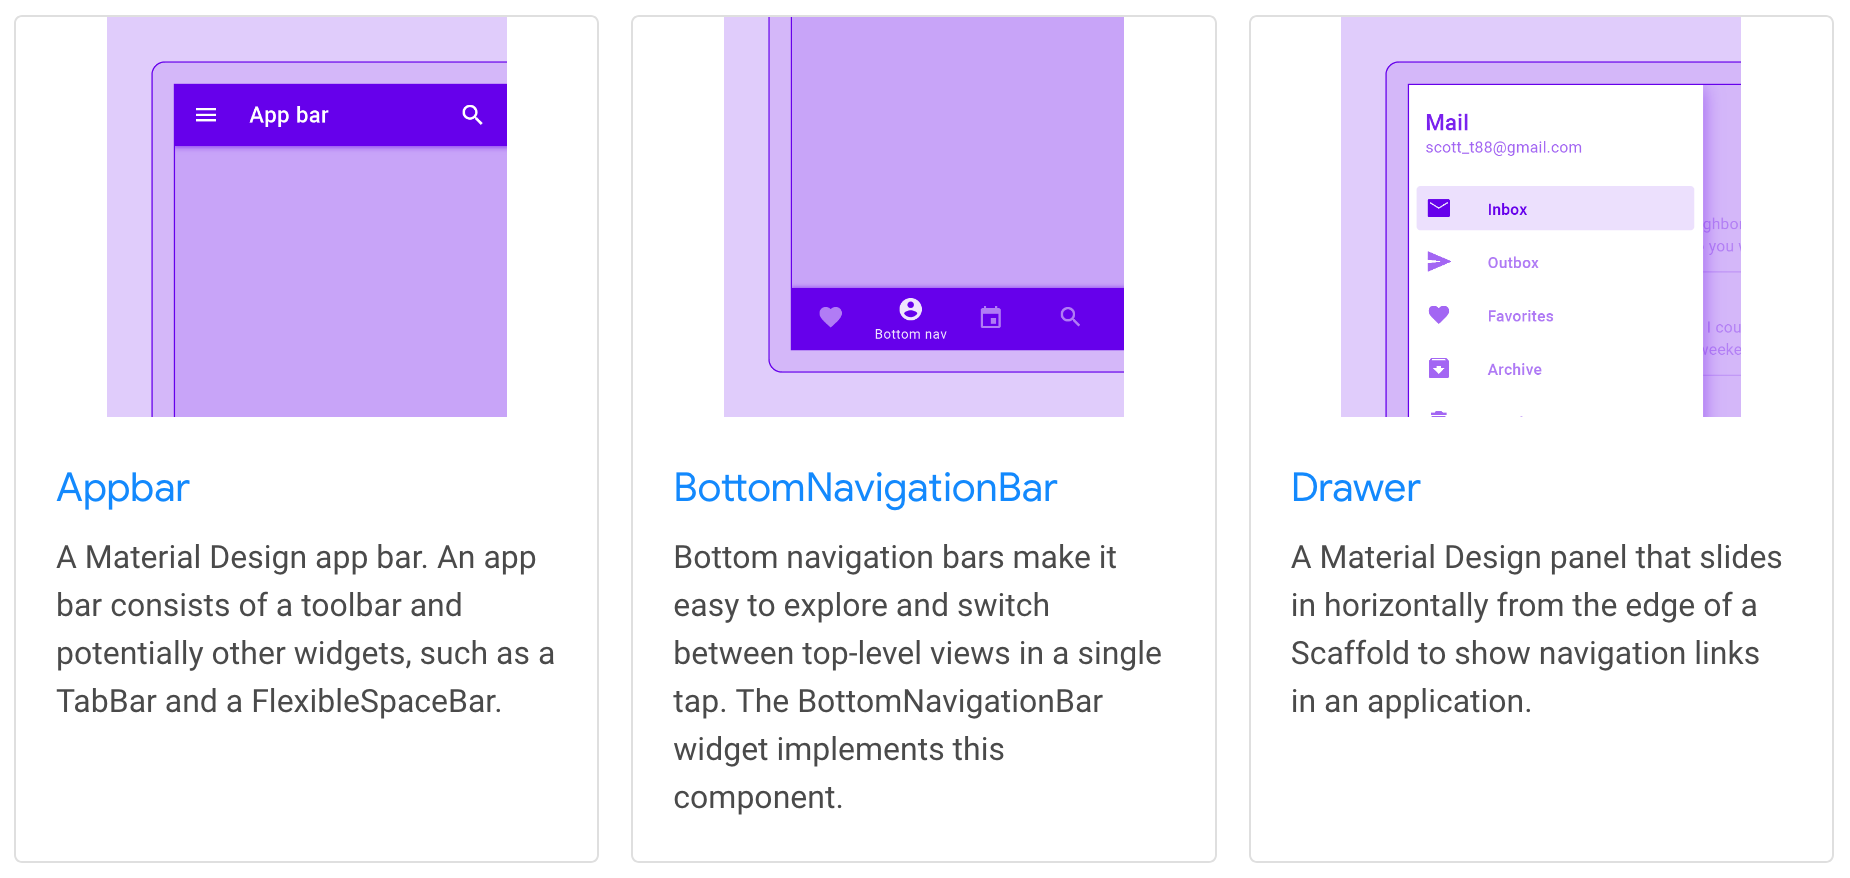 App bar
Appbar
A Material Design app bar. An app
bar consists of a toolbar and
potentially other widgets, such as a
TabBar and a FlexibleSpaceBar.
Bottom nav
BottomNavigationBar
Bottom navigation bars make it
easy to explore and switch
between top-level views in a single
tap. The BottomNavigationBar
widget implements this
component.
Mail
scott_t88@gmail.com
Inbox
Outbox
Favorites
Archive
you
I
Drawer
A Material Design panel that slides
in horizontally from the edge of a
Scaffold to show navigation links
in an application.